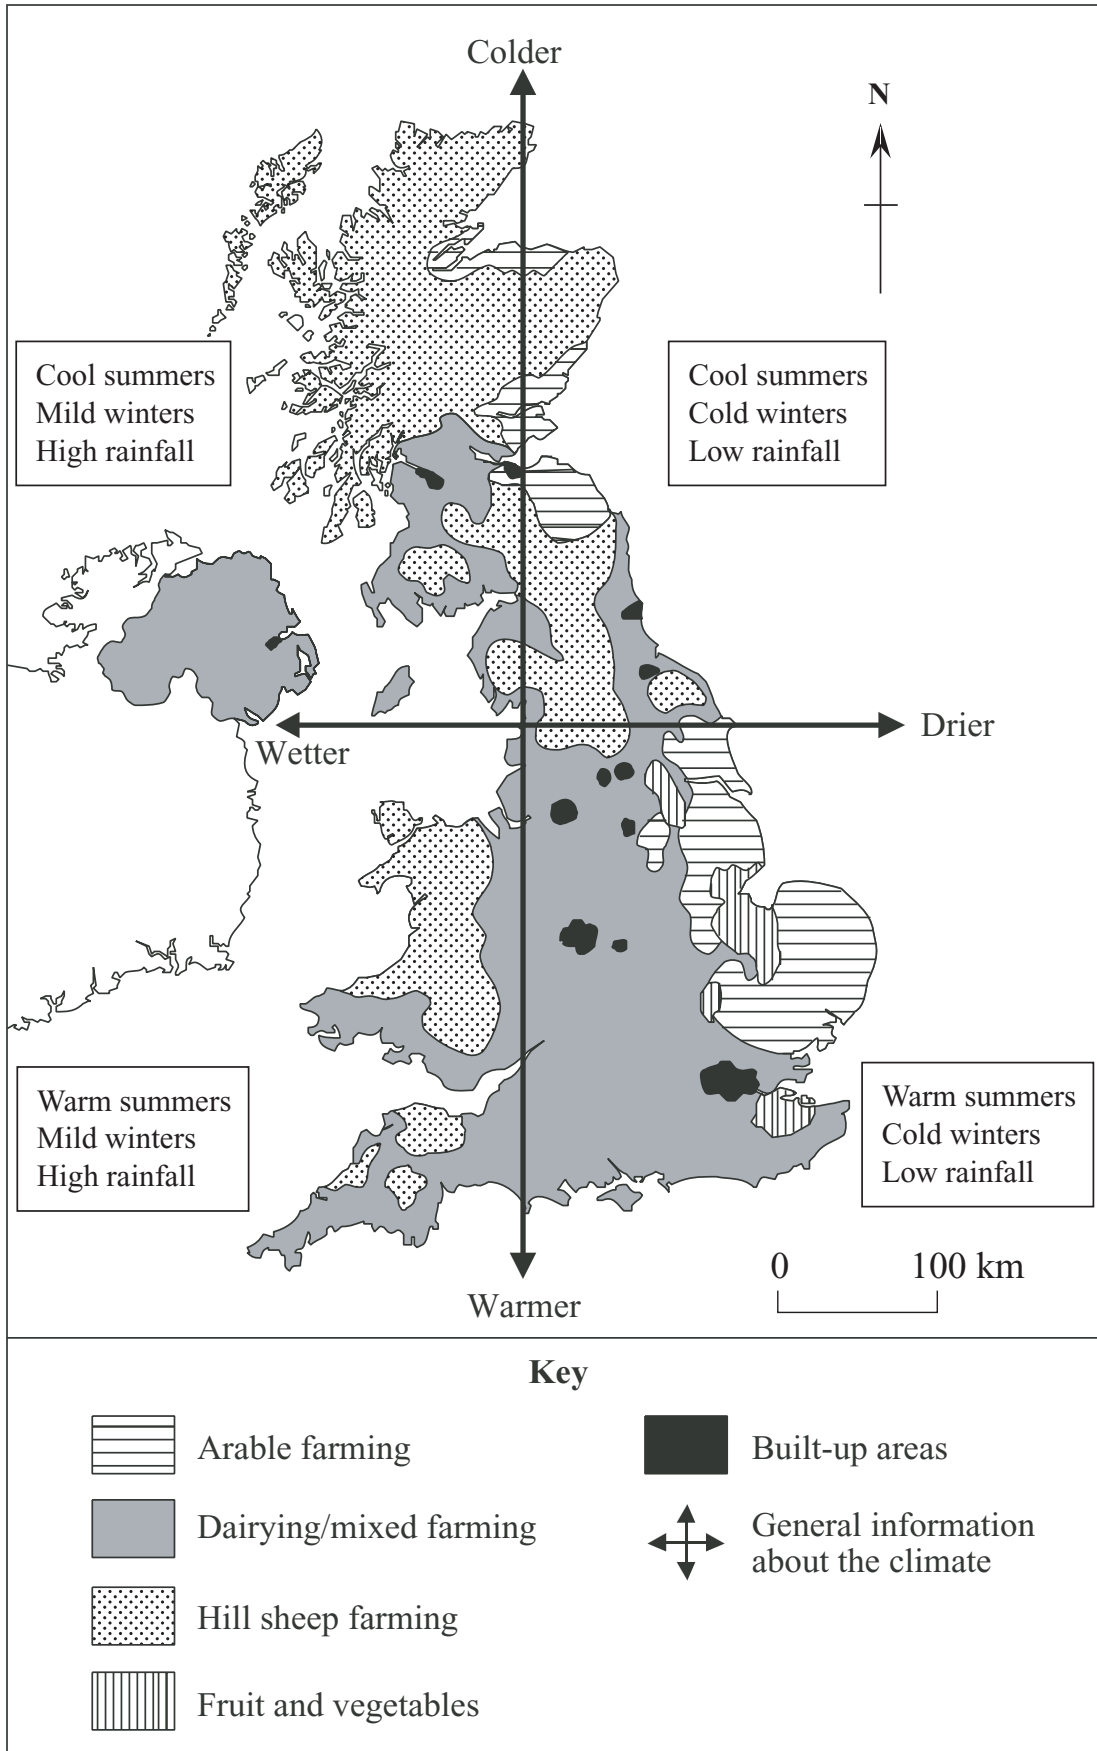 Colder
N
Cool summers
Mild winters
High rainfall
Cool summers
Cold winters
Low rainfall
Wetter
Drier
Warm summers
Mild winters
High rainfall
Warm summers
Cold winters
Low rainfall
0 100 km
Warmer
Key
Arable farming
Built-up areas
Dairying/mixed farming
General information
about the climate
Hill sheep farming
Fruit and vegetables